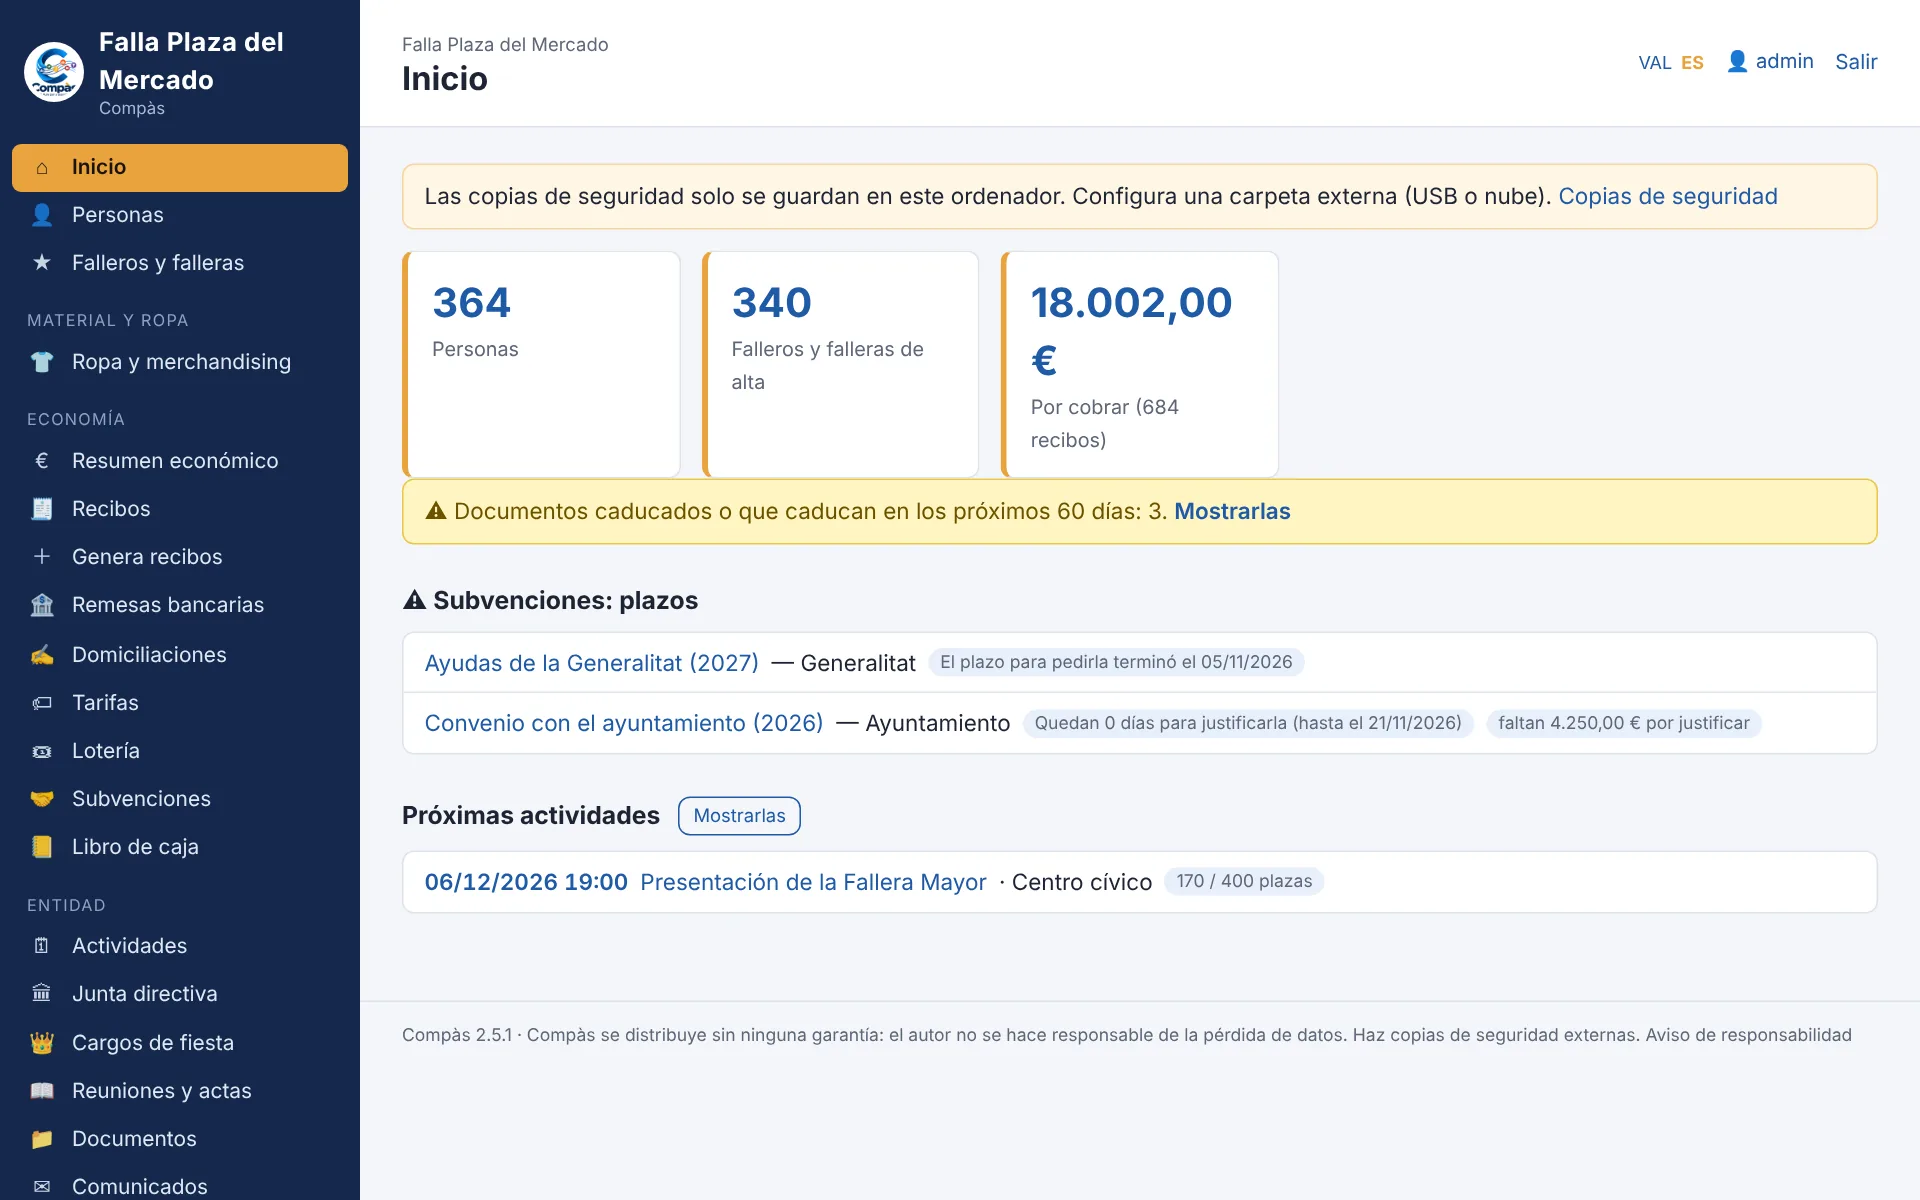 Falla Plaza del
Mercado
Compàs
Compàs
Inicio
Personas
Falleros y falleras
MATERIAL Y ROPA
Ropa y merchandising
ECONOMÍA
€ Resumen económico
Recibos
Genera recibos
Remesas bancarias
Domiciliaciones
Tarifas
Lotería
Subvenciones
Libro de caja
ENTIDAD
Actividades
Junta directiva
Cargos de fiesta
Reuniones y actas
Documentos
Comunicados
Falla Plaza del Mercado
Inicio
VAL ES admin Salir
Las copias de seguridad solo se guardan en este ordenador. Configura una carpeta externa (USB o nube). Copias de seguridad
364
Personas
340
Falleros y falleras de
alta
18.002,00
€
Por cobrar (684
recibos)
Documentos caducados o que caducan en los próximos 60 días: 3. Mostrarlas
Subvenciones: plazos
Ayudas de la Generalitat (2027) — Generalitat El plazo para pedirla terminó el 05/11/2026
Convenio con el ayuntamiento (2026) — Ayuntamiento Quedan 0 días para justificarla (hasta el 21/11/2026) faltan 4.250,00 € por justificar
Próximas actividades Mostrarlas
06/12/2026 19:00 Presentación de la Fallera Mayor · Centro cívico 170 / 400 plazas
Compàs 2.5.1 · Compàs se distribuye sin ninguna garantía: el autor no se hace responsable de la pérdida de datos. Haz copias de seguridad externas. Aviso de responsabilidad